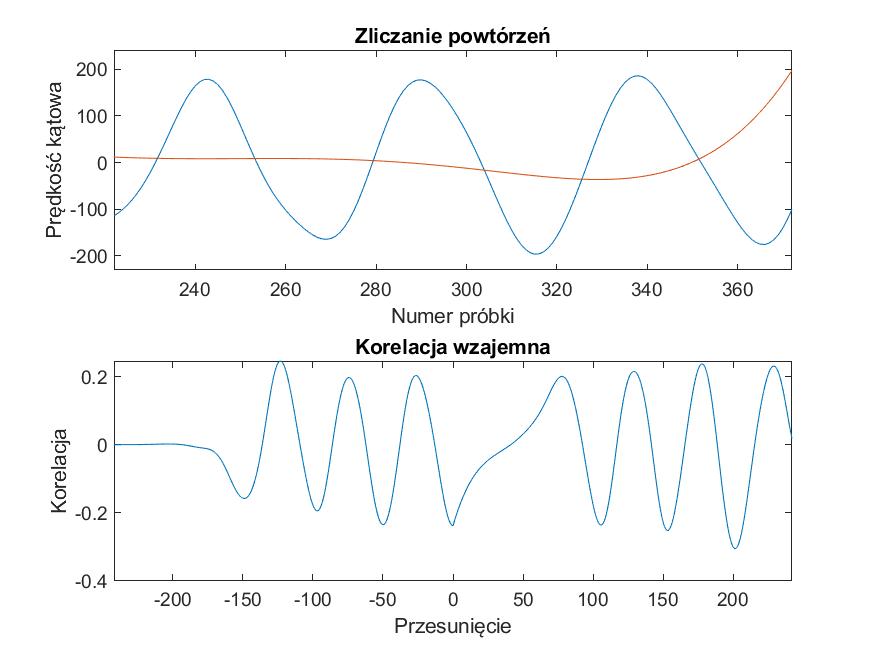 Zliczanie powtórzeń
200
100
0
-100
-200
Prędkość kątowa
240 260 280 300 320 340 360
Numer próbki
Korelacja wzajemna
0.2
0
-0.2
-0.4
Korelacja
-200 -150 -100 -50 0 50 100 150 200
Przesunięcie